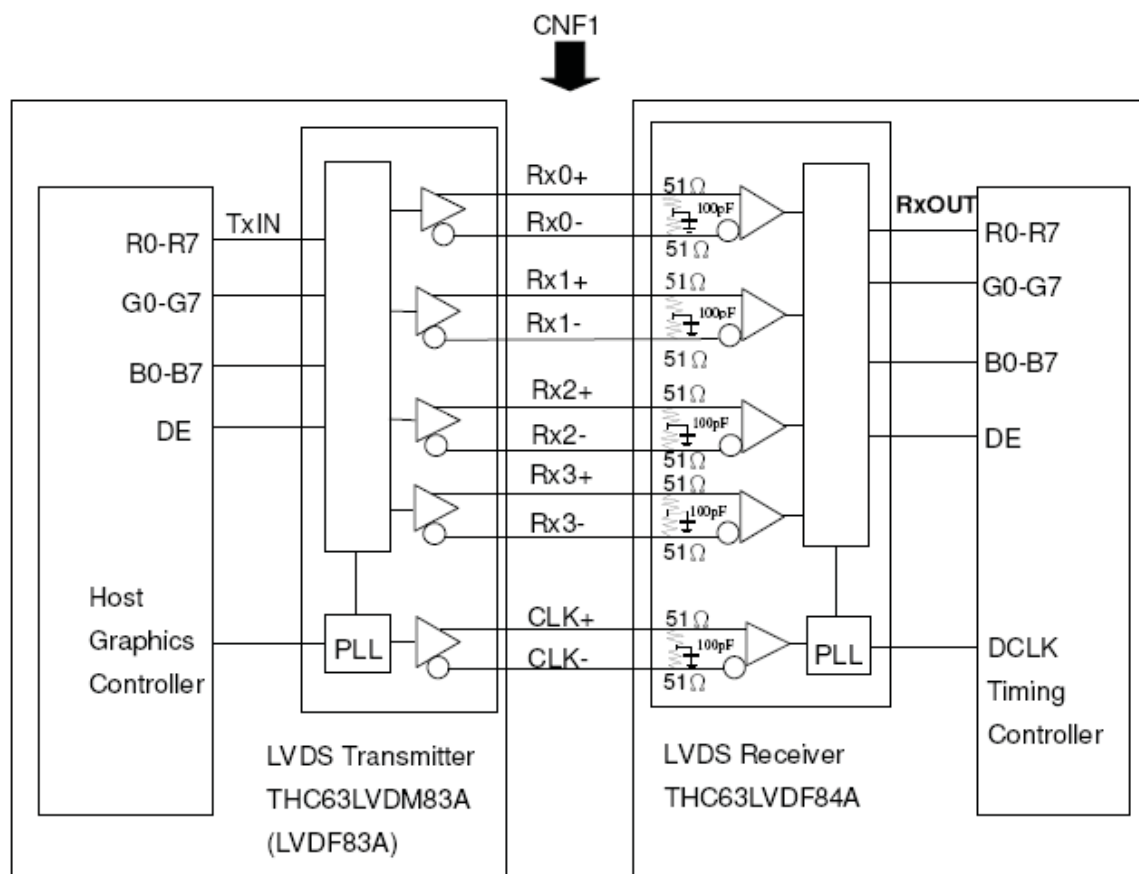 CNF1
TxIN
R0-R7
G0-G7
B0-B7
DE
Host
Graphics
Controller
PLL
LVDS Transmitter
THC63LVDM83A
(LVDF83A)
Rx0+
Rx0-
Rx1+
Rx1-
Rx2+
Rx2-
Rx3+
Rx3-
CLK+
CLK-
51Ω
100pF
51Ω
51Ω
100pF
51Ω
51Ω
100pF
51Ω
51Ω
100pF
51Ω
51Ω
100pF
51Ω
PLL
LVDS Receiver
THC63LVDF84A
RxOUT
R0-R7
G0-G7
B0-B7
DE
DCLK
Timing
Controller